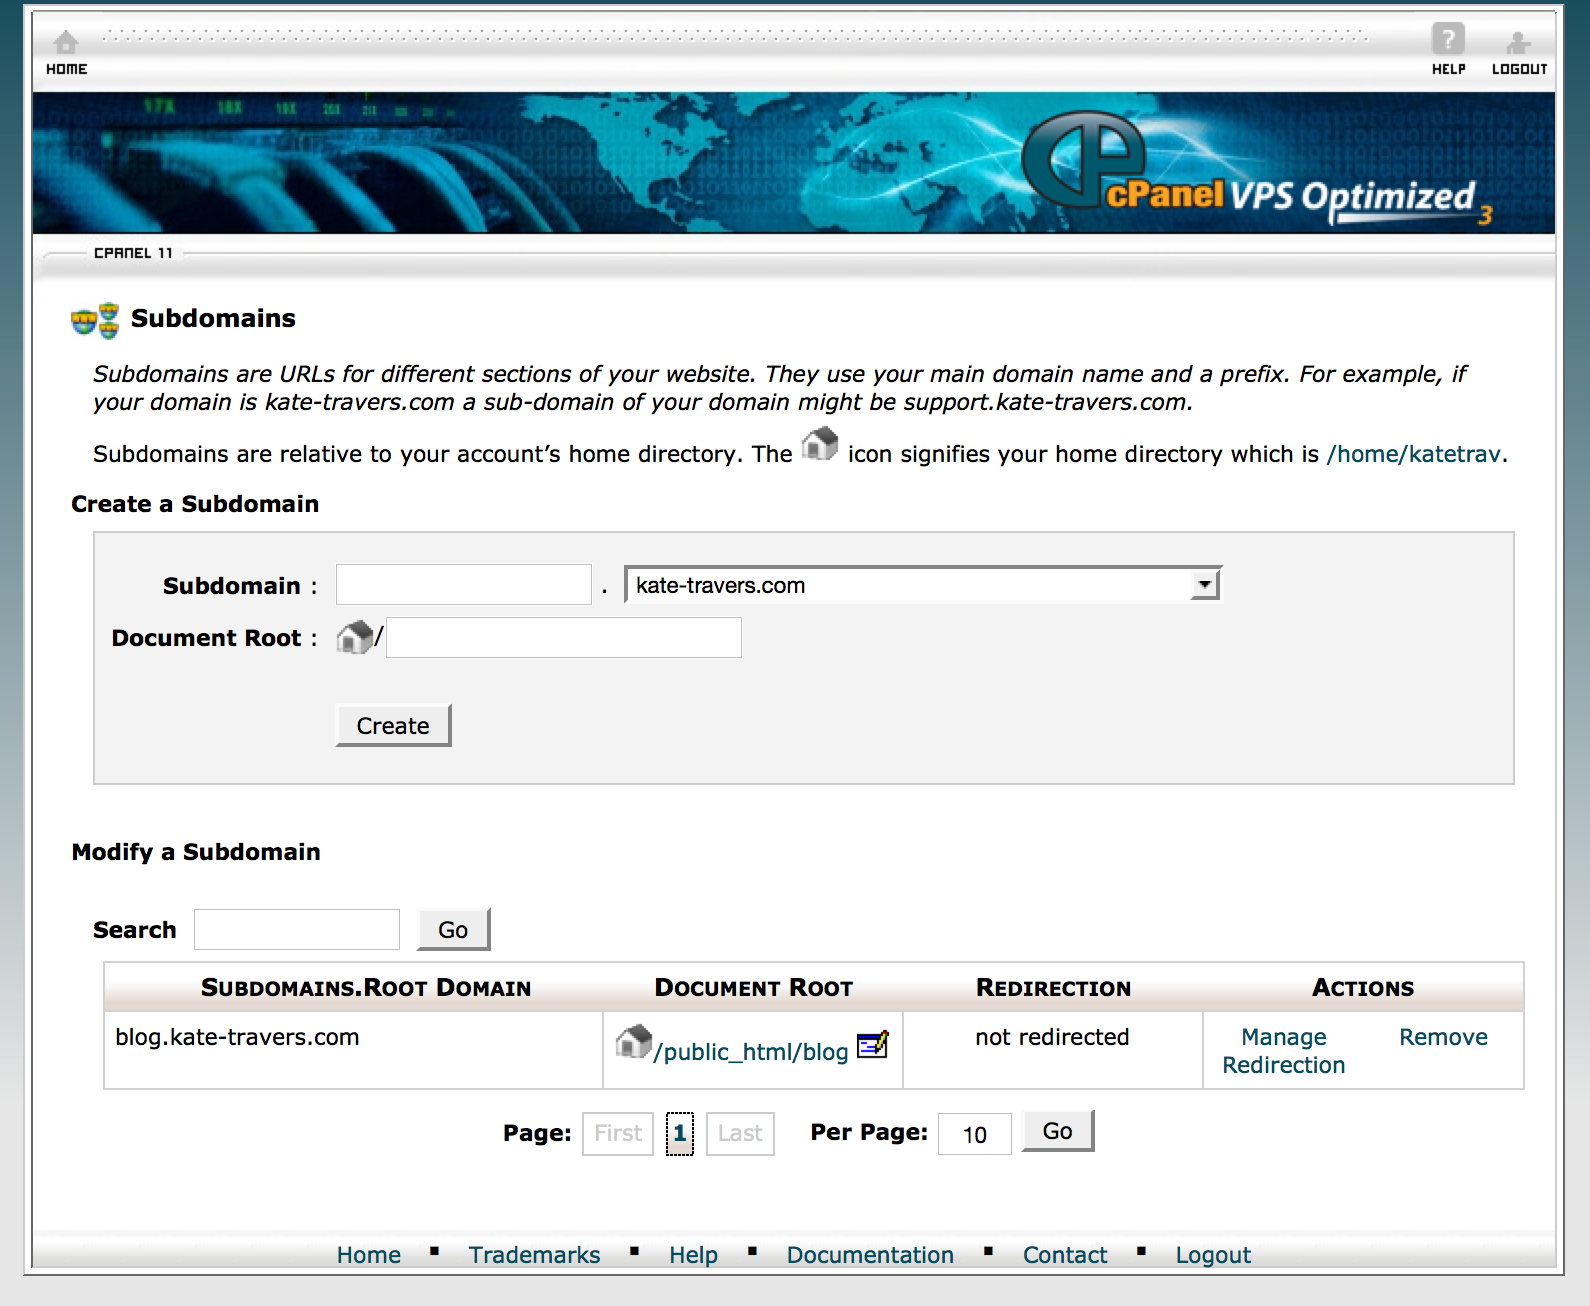 HOME
?
HELP
LOGOUT
17X 18X 19X 20X 21X
cPanel VPS Optimized 3
CPANEL 11
Subdomains
Subdomains are URLs for different sections of your website. They use your main domain name and a prefix. For example, if
your domain is kate-travers.com a sub-domain of your domain might be support.kate-travers.com.
Subdomains are relative to your account’s home directory. The icon signifies your home directory which is /home/katetrav.
Create a Subdomain
Subdomain : . kate-travers.com
Document Root : /
Create
Modify a Subdomain
Search Go
SUBDOMAINS.ROOT DOMAIN DOCUMENT ROOT REDIRECTION ACTIONS
blog.kate-travers.com /public_html/blog not redirected Manage Redirection Remove
Page: First 1 Last Per Page: 10 Go
Home ▪ Trademarks ▪ Help ▪ Documentation ▪ Contact ▪ Logout